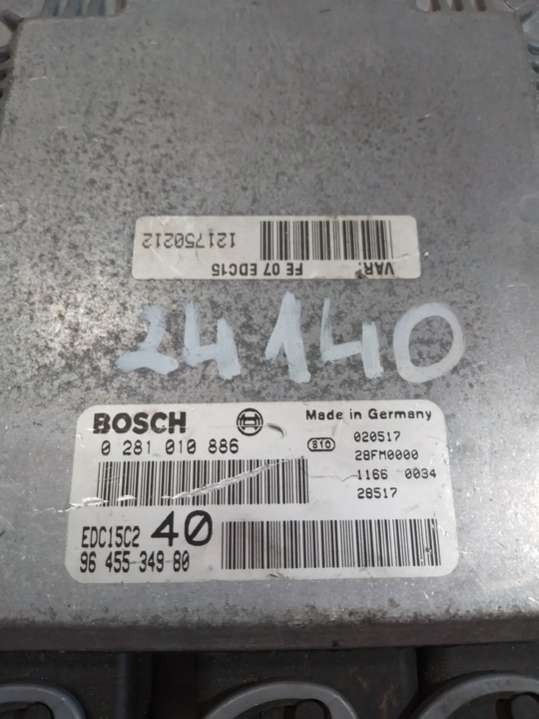 VAR:
FE 07 EDC15
121750212
24140
BOSCH
Made in Germany
0 281 010 886
S10
020517
28FM0000
1166 0034
28517
EDC15C2 40
96 455 349 80